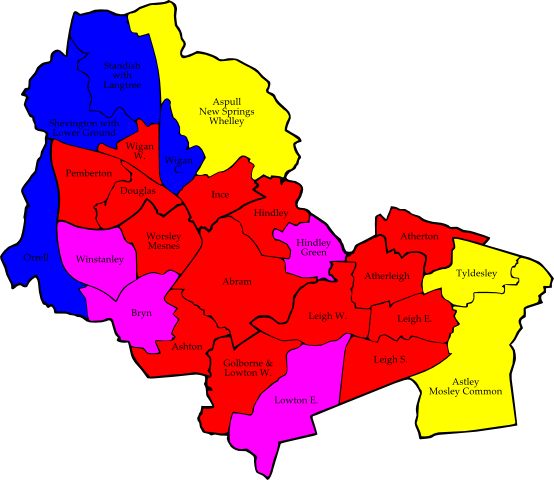 Standish
with
Langtree
Aspull
New Springs
Whelley
Shevington with
Lower Ground
Wigan
W.
Wigan
C.
Pemberton
Douglas
Ince
Hindley
Worsley
Mesnes
Hindley
Green
Atherton
Orrell
Winstanley
Tyldesley
Abram
Atherleigh
Bryn
Leigh W.
Leigh E.
Ashton
Golborne &
Lowton W.
Leigh S.
Astley
Mosley Common
Lowton E.